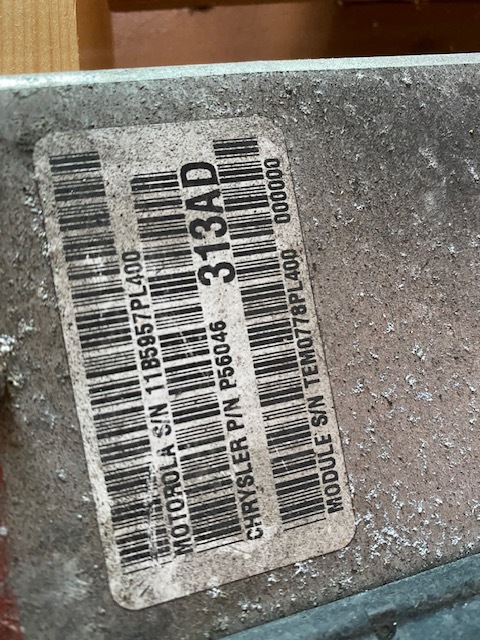 MOTOROLA S/N 11B5957PL400
CHRYSLER P/N P56046 313AD
MODULE S/N TEM0778PL400 000000